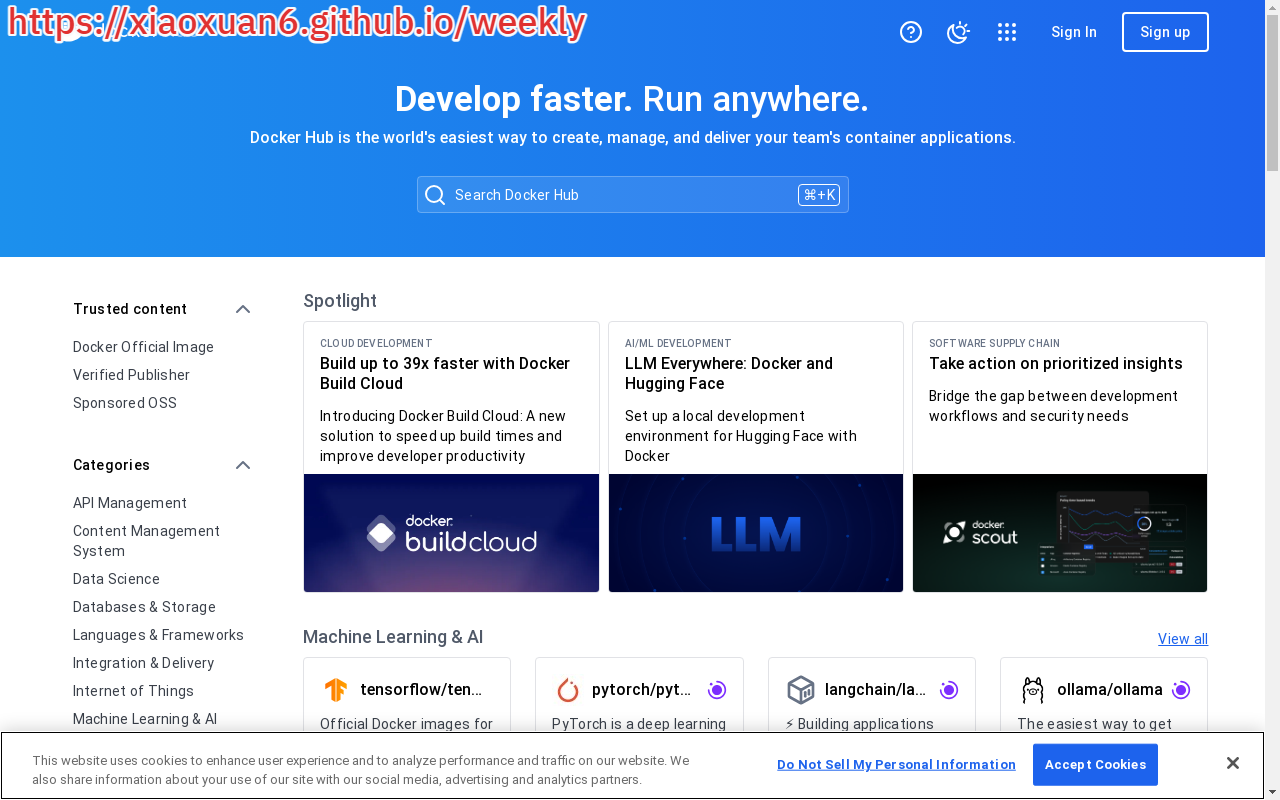 https://xiaoxuan6.github.io/weekly
Sign In
Sign up
Develop faster. Run anywhere.
Docker Hub is the world's easiest way to create, manage, and deliver your team's container applications.
Search Docker Hub
⌘+K
Trusted content
Docker Official Image
Verified Publisher
Sponsored OSS
Categories
API Management
Content Management
System
Data Science
Databases & Storage
Languages & Frameworks
Integration & Delivery
Internet of Things
Machine Learning & AI
Spotlight
CLOUD DEVELOPMENT
Build up to 39x faster with Docker
Build Cloud
Introducing Docker Build Cloud: A new
solution to speed up build times and
improve developer productivity
docker
build cloud
AI/ML DEVELOPMENT
LLM Everywhere: Docker and
Hugging Face
Set up a local development
environment for Hugging Face with
Docker
LLM
SOFTWARE SUPPLY CHAIN
Take action on prioritized insights
Bridge the gap between development
workflows and security needs
docker
scout
Machine Learning & AI
View all
tensorflow/ten...
Official Docker images for
pytorch/pyt...
PyTorch is a deep learning
langchain/la...
⚡ Building applications
ollama/ollama
The easiest way to get
This website uses cookies to enhance user experience and to analyze performance and traffic on our website. We
also share information about your use of our site with our social media, advertising and analytics partners.
Do Not Sell My Personal Information
Accept Cookies